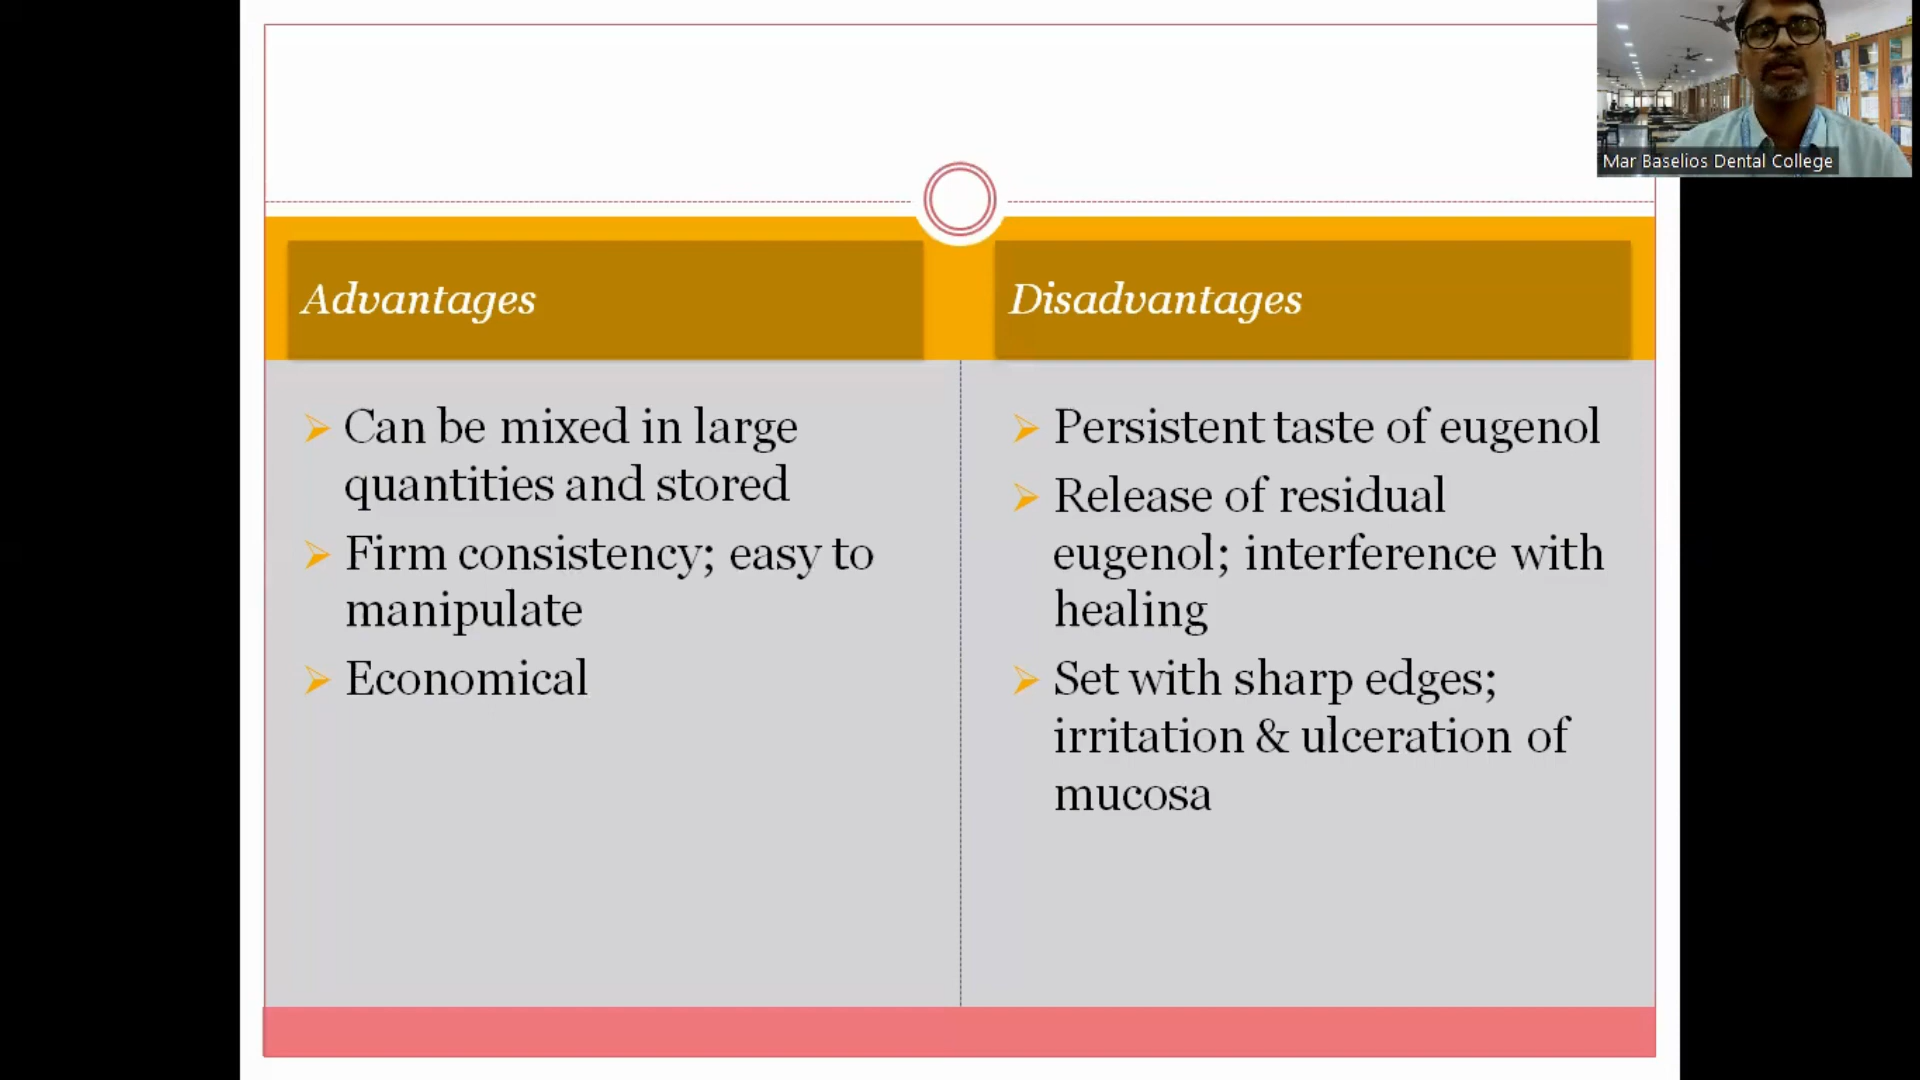 Mar Baselios Dental College
Advantages
Can be mixed in large
quantities and stored
Firm consistency; easy to
manipulate
Economical
Disadvantages
Persistent taste of eugenol
Release of residual
eugenol; interference with
healing
Set with sharp edges;
irritation & ulceration of
mucosa